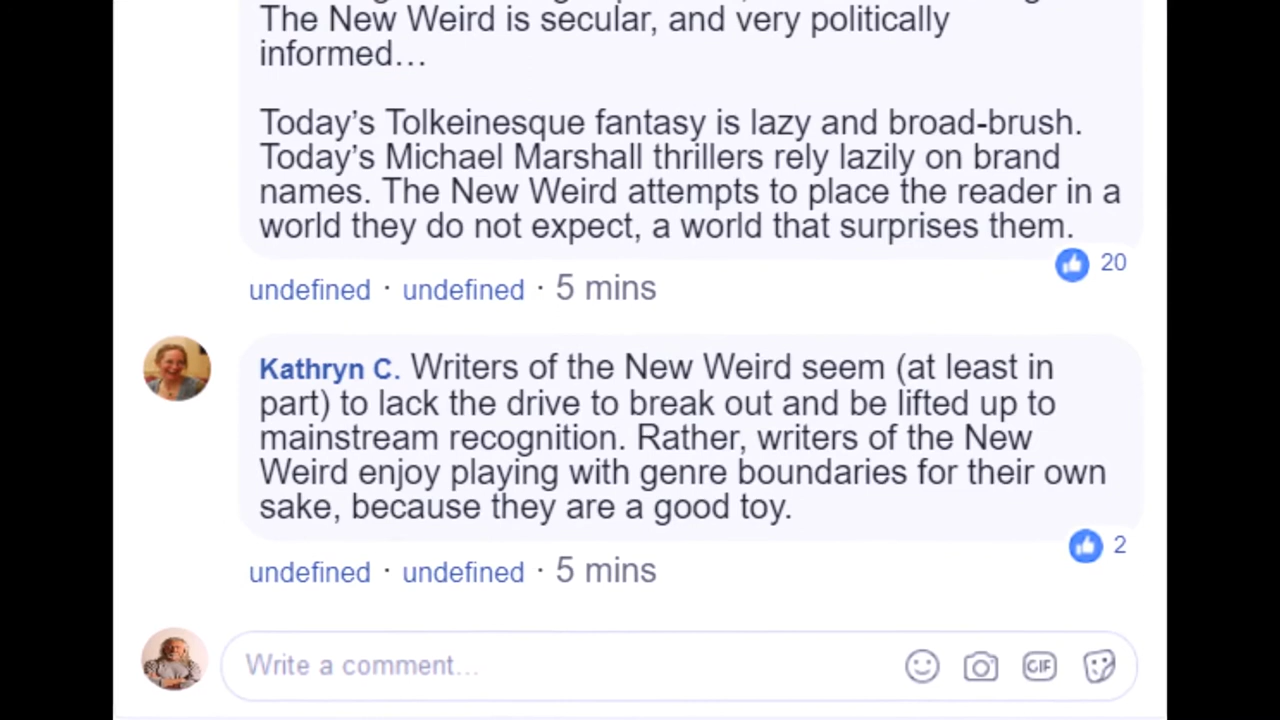 The New Weird is secular, and very politically
informed…
Today’s Tolkeinesque fantasy is lazy and broad-brush.
Today’s Michael Marshall thrillers rely lazily on brand
names. The New Weird attempts to place the reader in a
world they do not expect, a world that surprises them.
20
undefined · undefined · 5 mins
Kathryn C. Writers of the New Weird seem (at least in
part) to lack the drive to break out and be lifted up to
mainstream recognition. Rather, writers of the New
Weird enjoy playing with genre boundaries for their own
sake, because they are a good toy.
2
undefined · undefined · 5 mins
Write a comment...
GIF